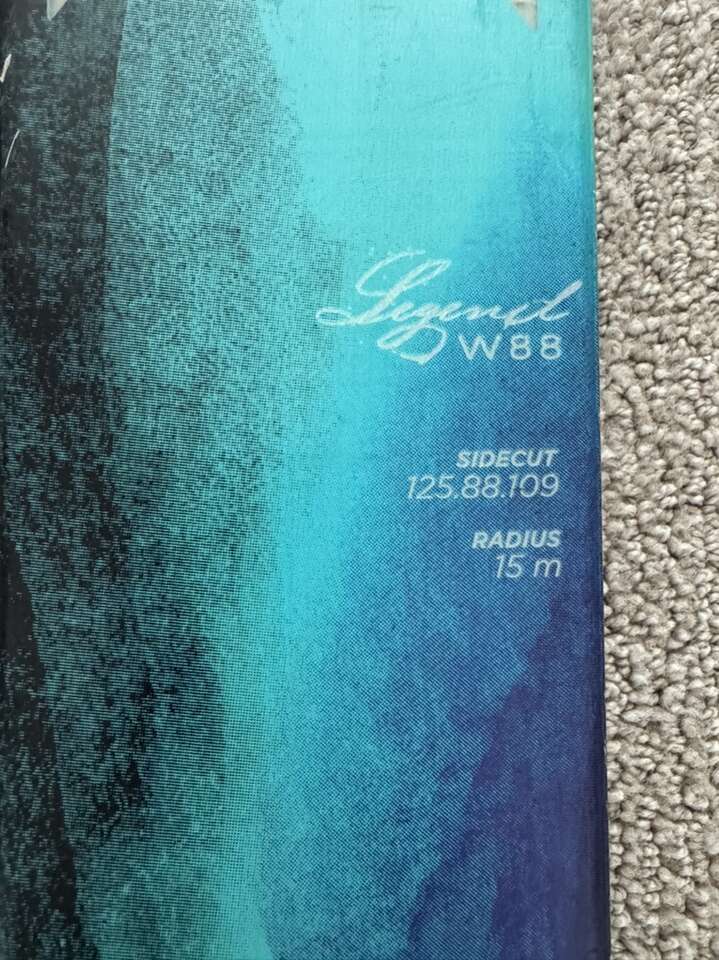 Legend
W88
SIDECUT
125.88.109
RADIUS
15 m